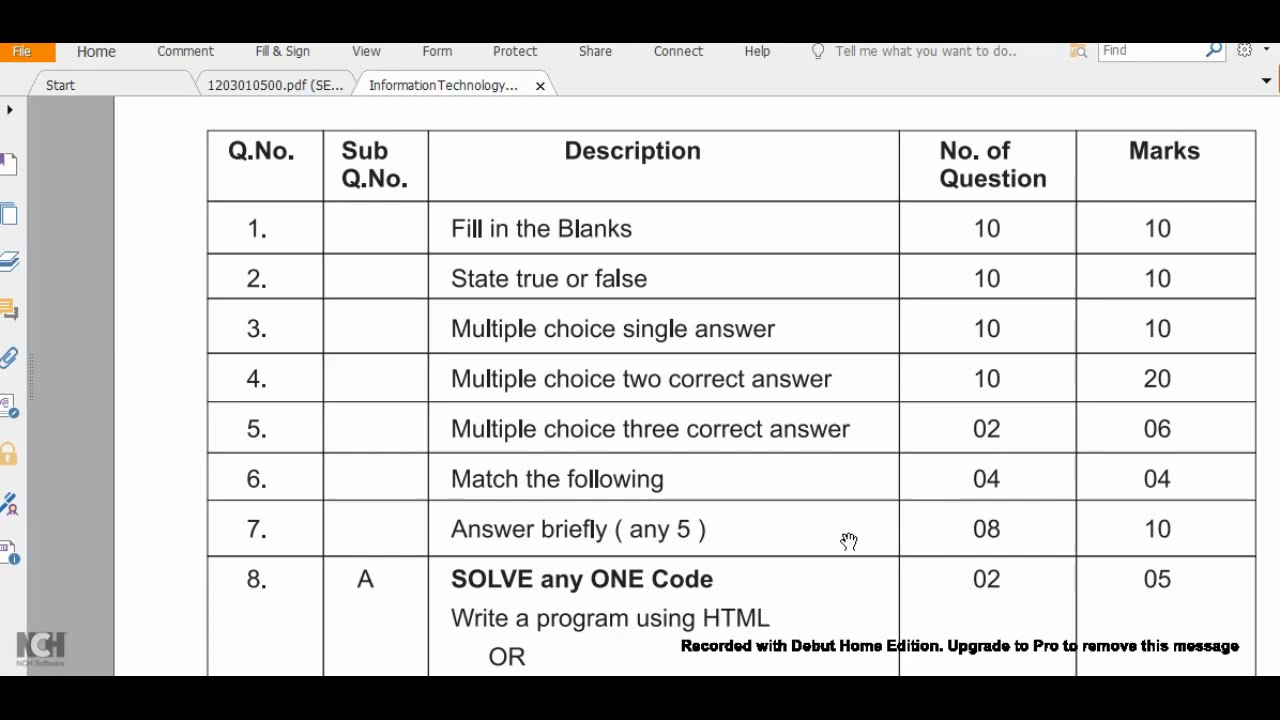 File Home Comment Fill & Sign View Form Protect Share Connect Help Tell me what you want to do.. Find
Start 1203010500.pdf (SE... InformationTechnology...
Q.No. Sub Q.No. Description No. of Question Marks
1. Fill in the Blanks 10 10
2. State true or false 10 10
3. Multiple choice single answer 10 10
4. Multiple choice two correct answer 10 20
5. Multiple choice three correct answer 02 06
6. Match the following 04 04
7. Answer briefly ( any 5 ) 08 10
8. A SOLVE any ONE Code 02 05
Write a program using HTML
OR
NCH
NCH Software
Recorded with Debut Home Edition. Upgrade to Pro to remove this message